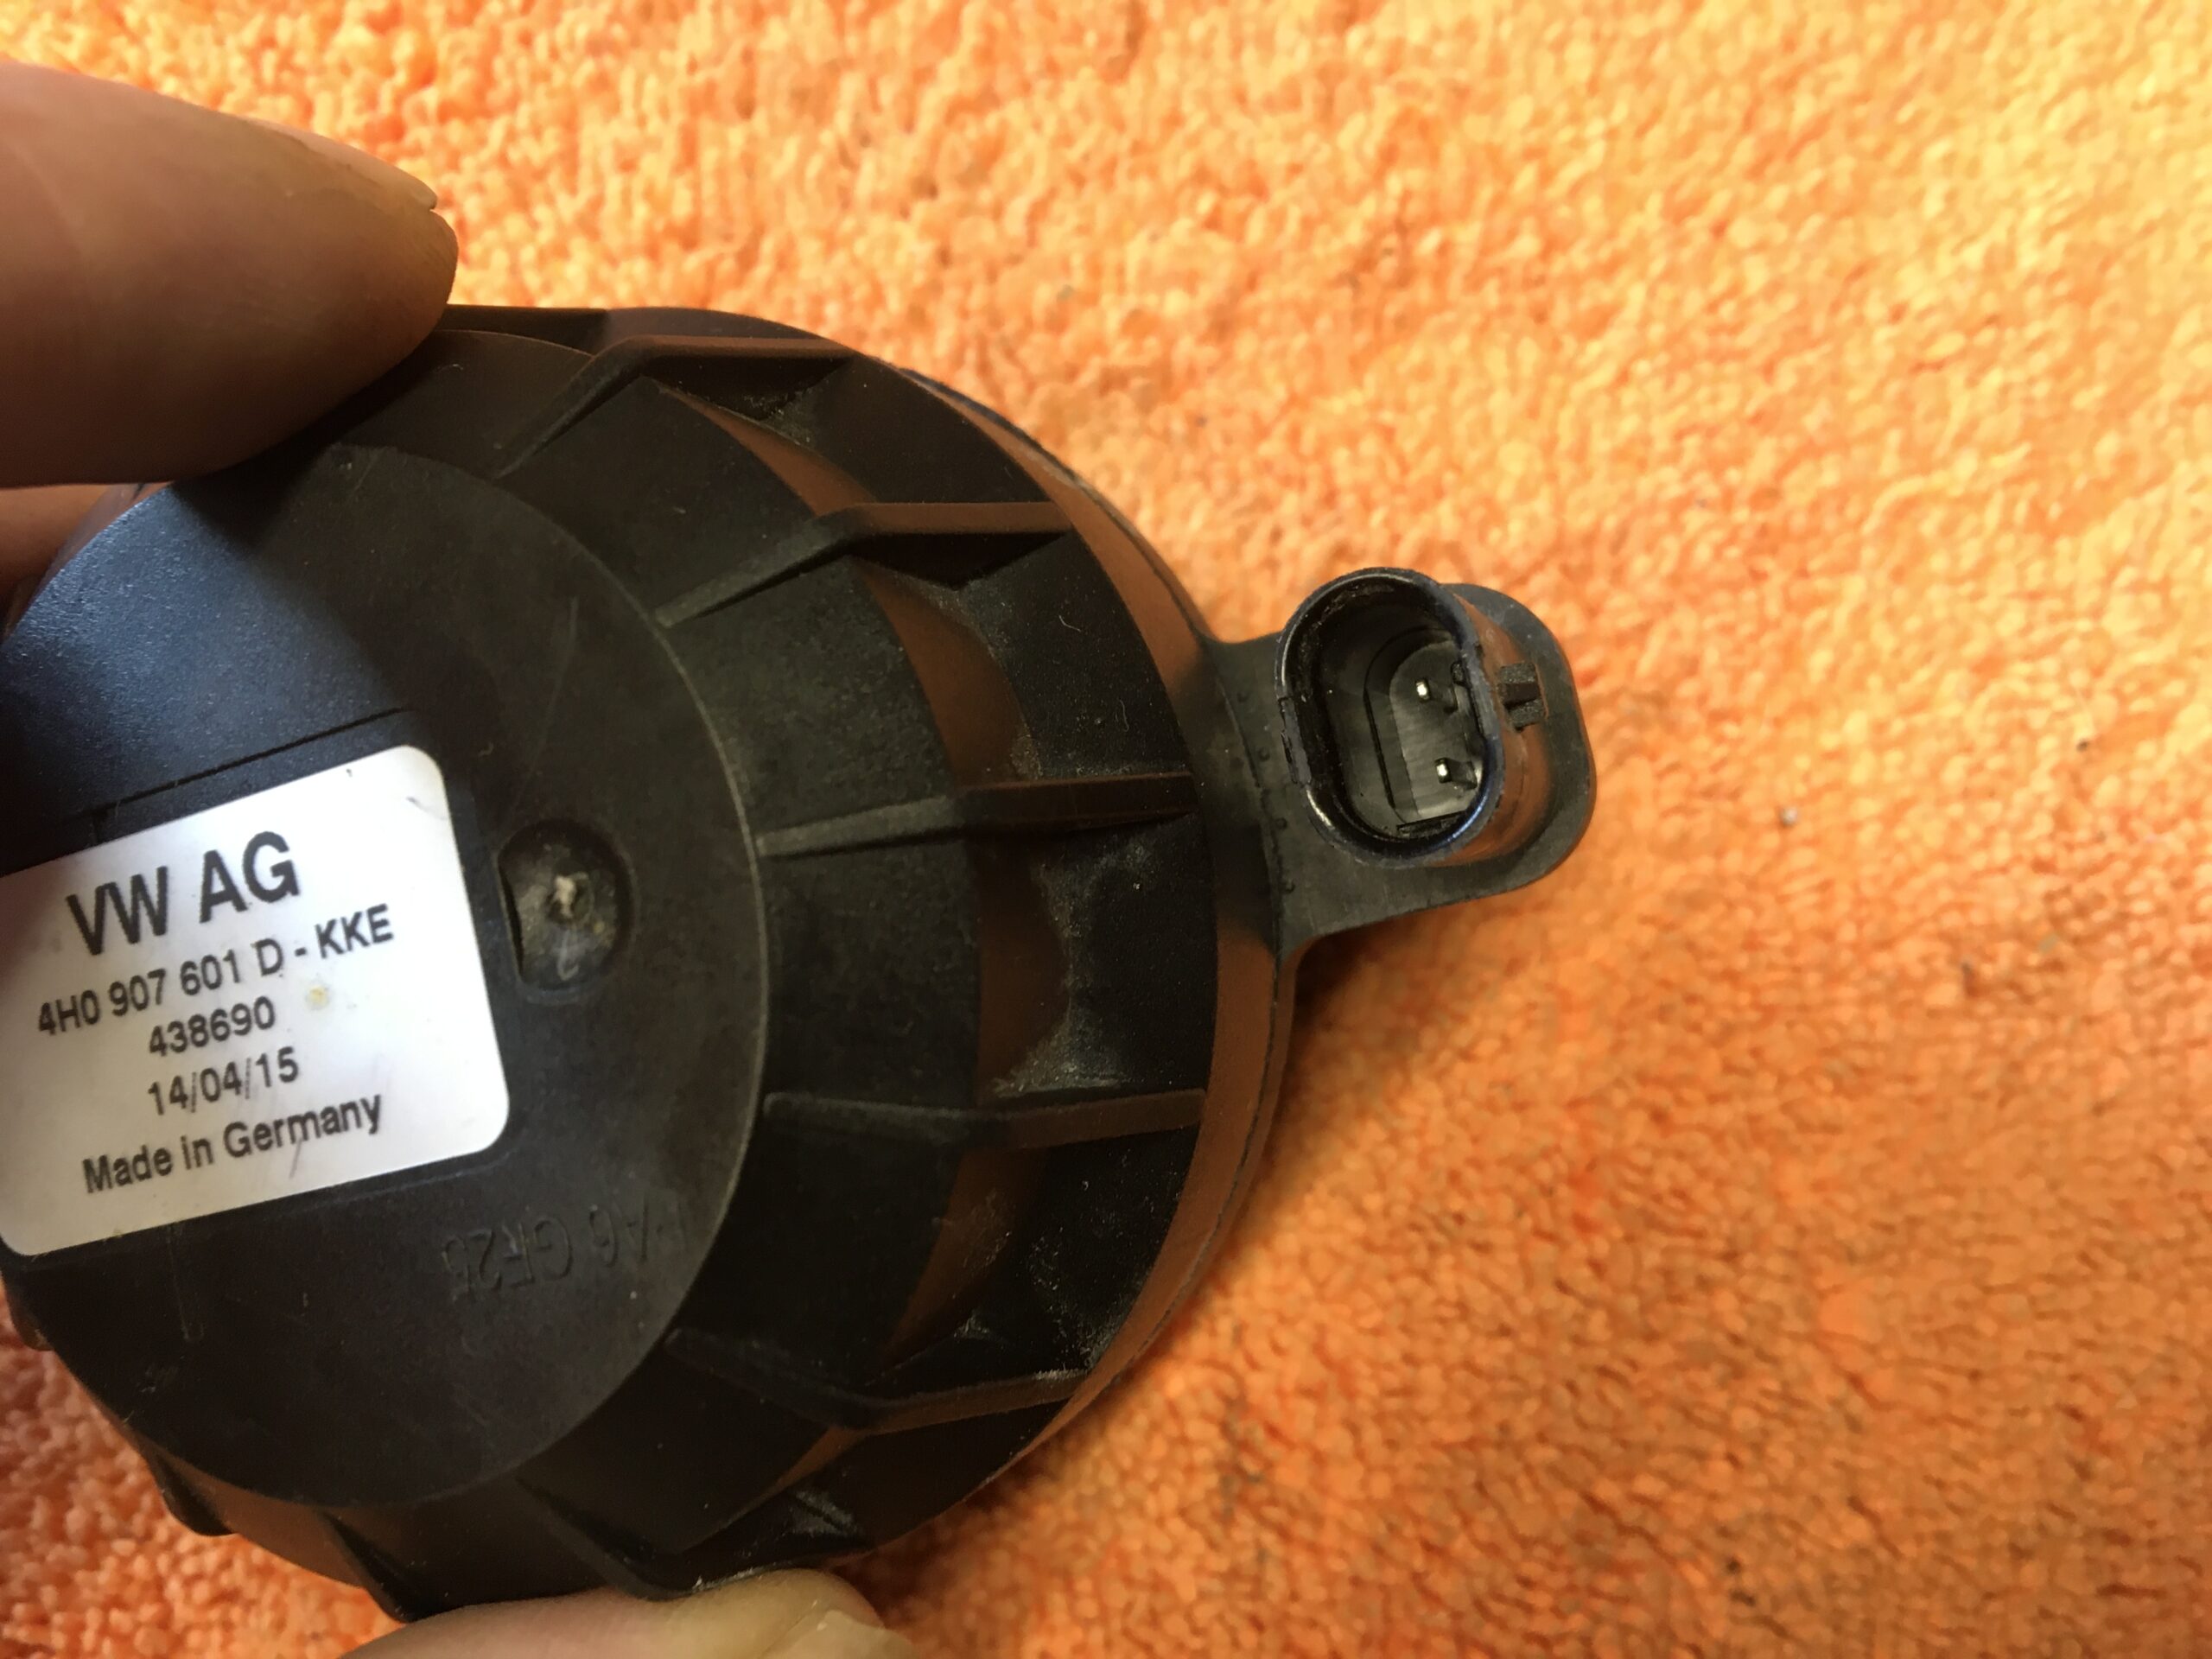 VW AG
4H0 907 601 D - KKE
438690
14/04/15
Made in Germany